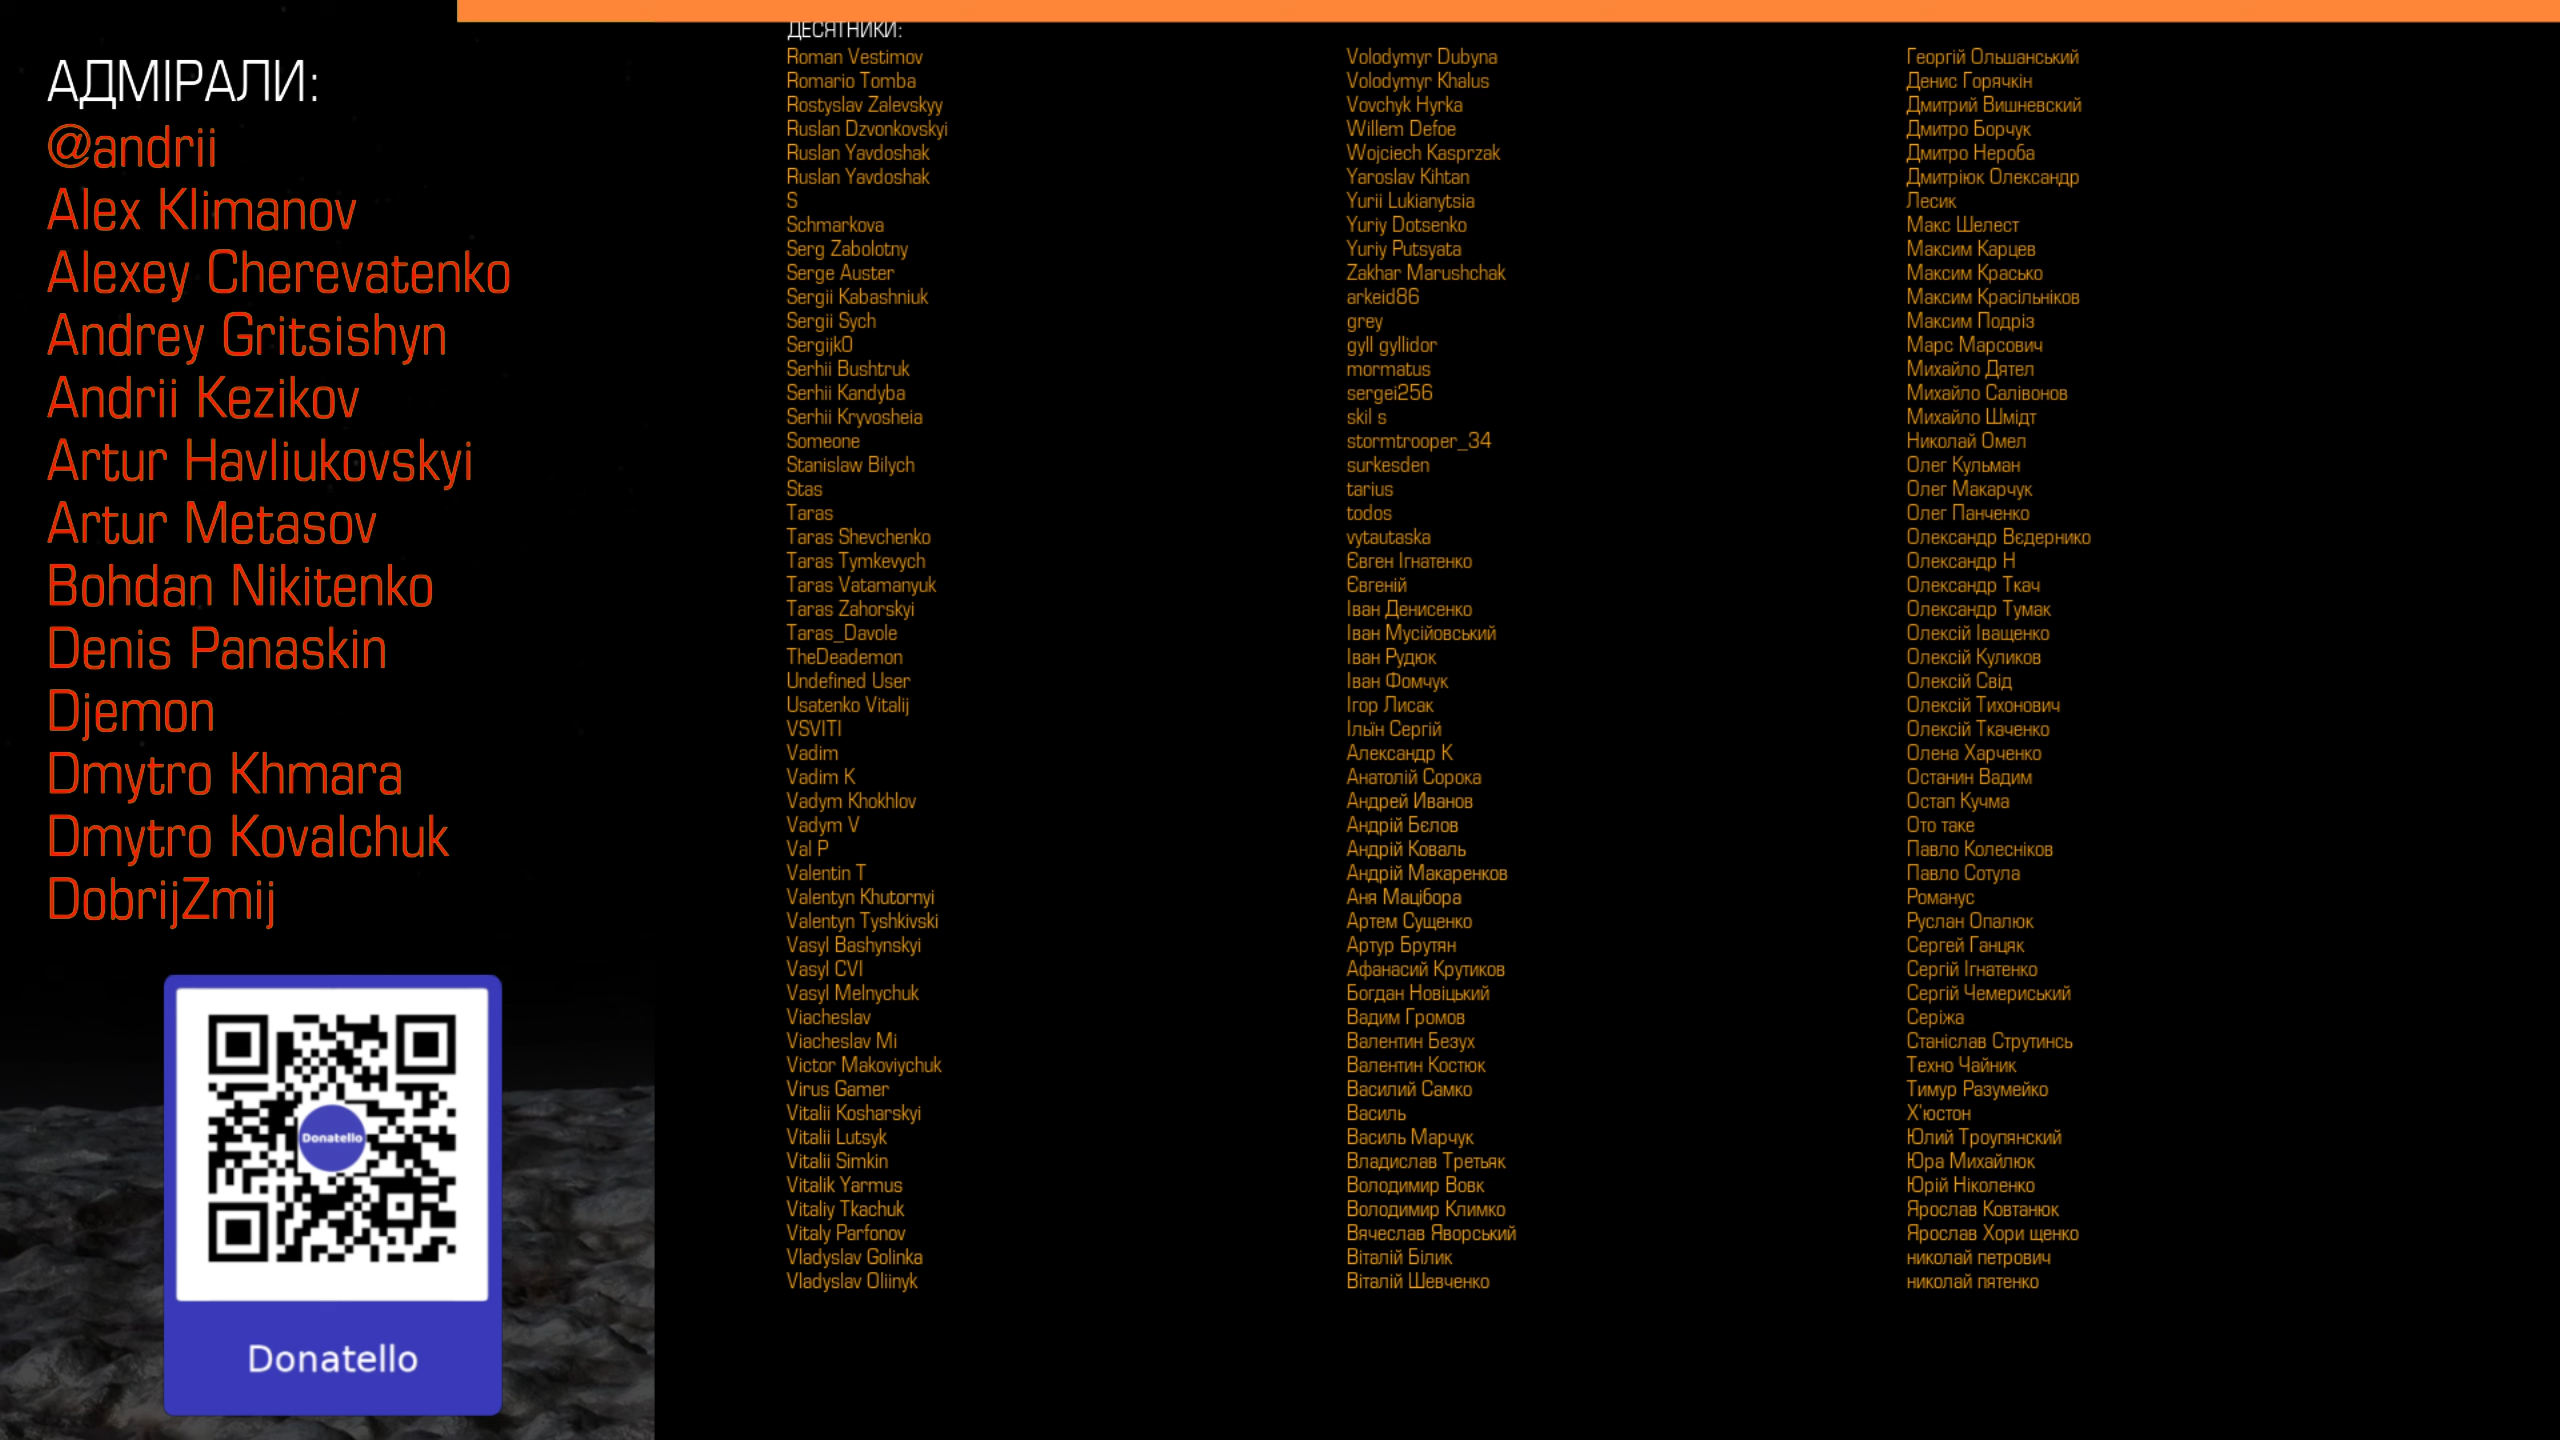 АДМІРАЛИ:
@andrii
Alex Klimanov
Alexey Cherevatenko
Andrey Gritsishyn
Andrii Kezikov
Artur Havliukovskyi
Artur Metasov
Bohdan Nikitenko
Denis Panaskin
Djemon
Dmytro Khmara
Dmytro Kovalchuk
DobrijZmij
Donatello
Donatello
ДЕСЯТНИКИ:
Roman Vestimov
Romario Tomba
Rostyslav Zalevskyy
Ruslan Dzvonkovskyi
Ruslan Yavdoshak
Ruslan Yavdoshak
S
Schmarkova
Serg Zabolotny
Serge Auster
Sergii Kabashniuk
Sergii Sych
Sergijk0
Serhii Bushtruk
Serhii Kandyba
Serhii Kryvosheia
Someone
Stanislaw Bilych
Stas
Taras
Taras Shevchenko
Taras Tymkevych
Taras Vatamanyuk
Taras Zahorskyi
Taras_Davole
TheDeademon
Undefined User
Usatenko Vitalij
VSVITI
Vadim
Vadim K
Vadym Khokhlov
Vadym V
Val P
Valentin T
Valentyn Khutornyi
Valentyn Tyshkivski
Vasyl Bashynskyi
Vasyl CVI
Vasyl Melnychuk
Viacheslav
Viacheslav Mi
Victor Makoviychuk
Virus Gamer
Vitalii Kosharskyi
Vitalii Lutsyk
Vitalii Simkin
Vitalik Yarmus
Vitaliy Tkachuk
Vitaly Parfonov
Vladyslav Golinka
Vladyslav Oliinyk
Volodymyr Dubyna
Volodymyr Khalus
Vovchyk Hyrka
Willem Defoe
Wojciech Kasprzak
Yaroslav Kihtan
Yurii Lukianytsia
Yuriy Dotsenko
Yuriy Putsyata
Zakhar Marushchak
arkeid86
grey
gyll gyllidor
mormatus
sergei256
skil s
stormtrooper_34
surkesden
tarius
todos
vytautaska
Євген Ігнатенко
Євгеній
Іван Денисенко
Іван Мусійовський
Іван Рудюк
Іван Фомчук
Ігор Лисак
Ільїн Сергій
Александр К
Анатолій Сорока
Андрей Иванов
Андрій Бєлов
Андрій Коваль
Андрій Макаренков
Аня Мацібора
Артем Сущенко
Артур Брутян
Афанасий Крутиков
Богдан Новіцький
Вадим Громов
Валентин Безух
Валентин Костюк
Василий Самко
Василь
Василь Марчук
Владислав Третьяк
Володимир Вовк
Володимир Климко
Вячеслав Яворський
Віталій Білик
Віталій Шевченко
Георгій Ольшанський
Денис Горячкін
Дмитрий Вишневский
Дмитро Борчук
Дмитро Нероба
Дмитріюк Олександр
Лесик
Макс Шелест
Максим Карцев
Максим Красько
Максим Красільніков
Максим Подріз
Марс Марсович
Михайло Дятел
Михайло Салівонов
Михайло Шмідт
Николай Омел
Олег Кульман
Олег Макарчук
Олег Панченко
Олександр Вєдернико
Олександр Н
Олександр Ткач
Олександр Тумак
Олексій Іващенко
Олексій Куликов
Олексій Свід
Олексій Тихонович
Олексій Ткаченко
Олена Харченко
Останин Вадим
Остап Кучма
Ото таке
Павло Колесніков
Павло Сотула
Романус
Руслан Опалюк
Сергей Ганцяк
Сергій Ігнатенко
Сергій Чемериський
Серіжа
Станіслав Струтинсь
Техно Чайник
Тимур Разумейко
Х'юстон
Юлий Троупянский
Юра Михайлюк
Юрій Ніколенко
Ярослав Ковтанюк
Ярослав Хори щенко
николай петрович
николай пятенко